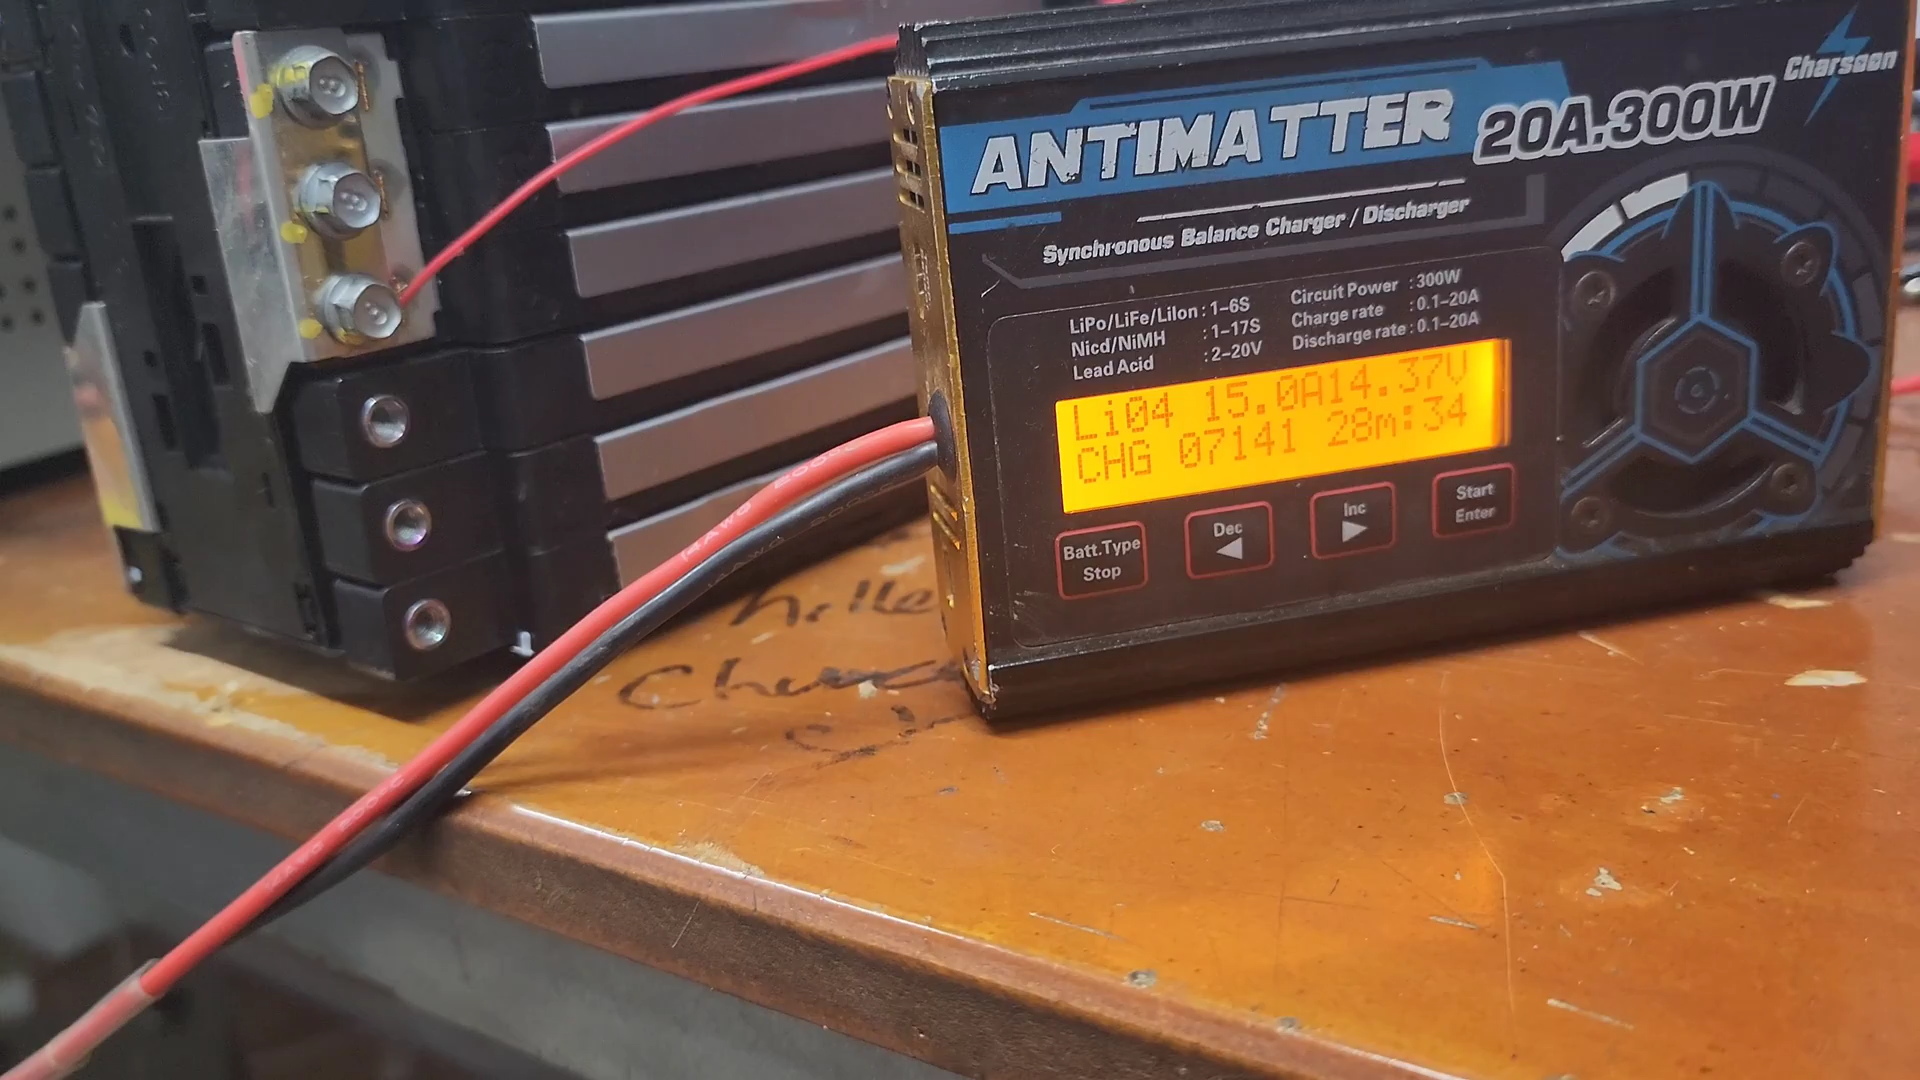 Charsoon
ANTIMATTER 20A.300W
Synchronous Balance Charger / Discharger
LiPo/LiFe/LiIon : 1-6S
Nicd/NiMH : 1-17S
Lead Acid : 2-20V
Circuit Power : 300W
Charge rate : 0.1-20A
Discharge rate : 0.1-20A
Li04 15.0A14.37V
CHG 07141 28m:34
Batt.Type
Stop
Dec
Inc
Start
Enter
14AWG 200°C